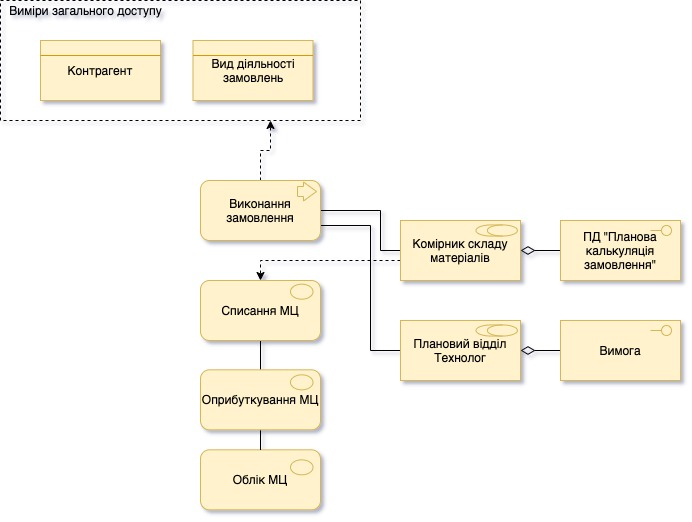 Виміри загального доступу
Контрагент
Вид діяльності
замовлень
Виконання
замовлення
Комірник складу
матеріалів
ПД "Планова
калькуляція
замовлення"
Списання МЦ
Плановий відділ
Технолог
Вимога
Оприбуткування МЦ
Облік МЦ